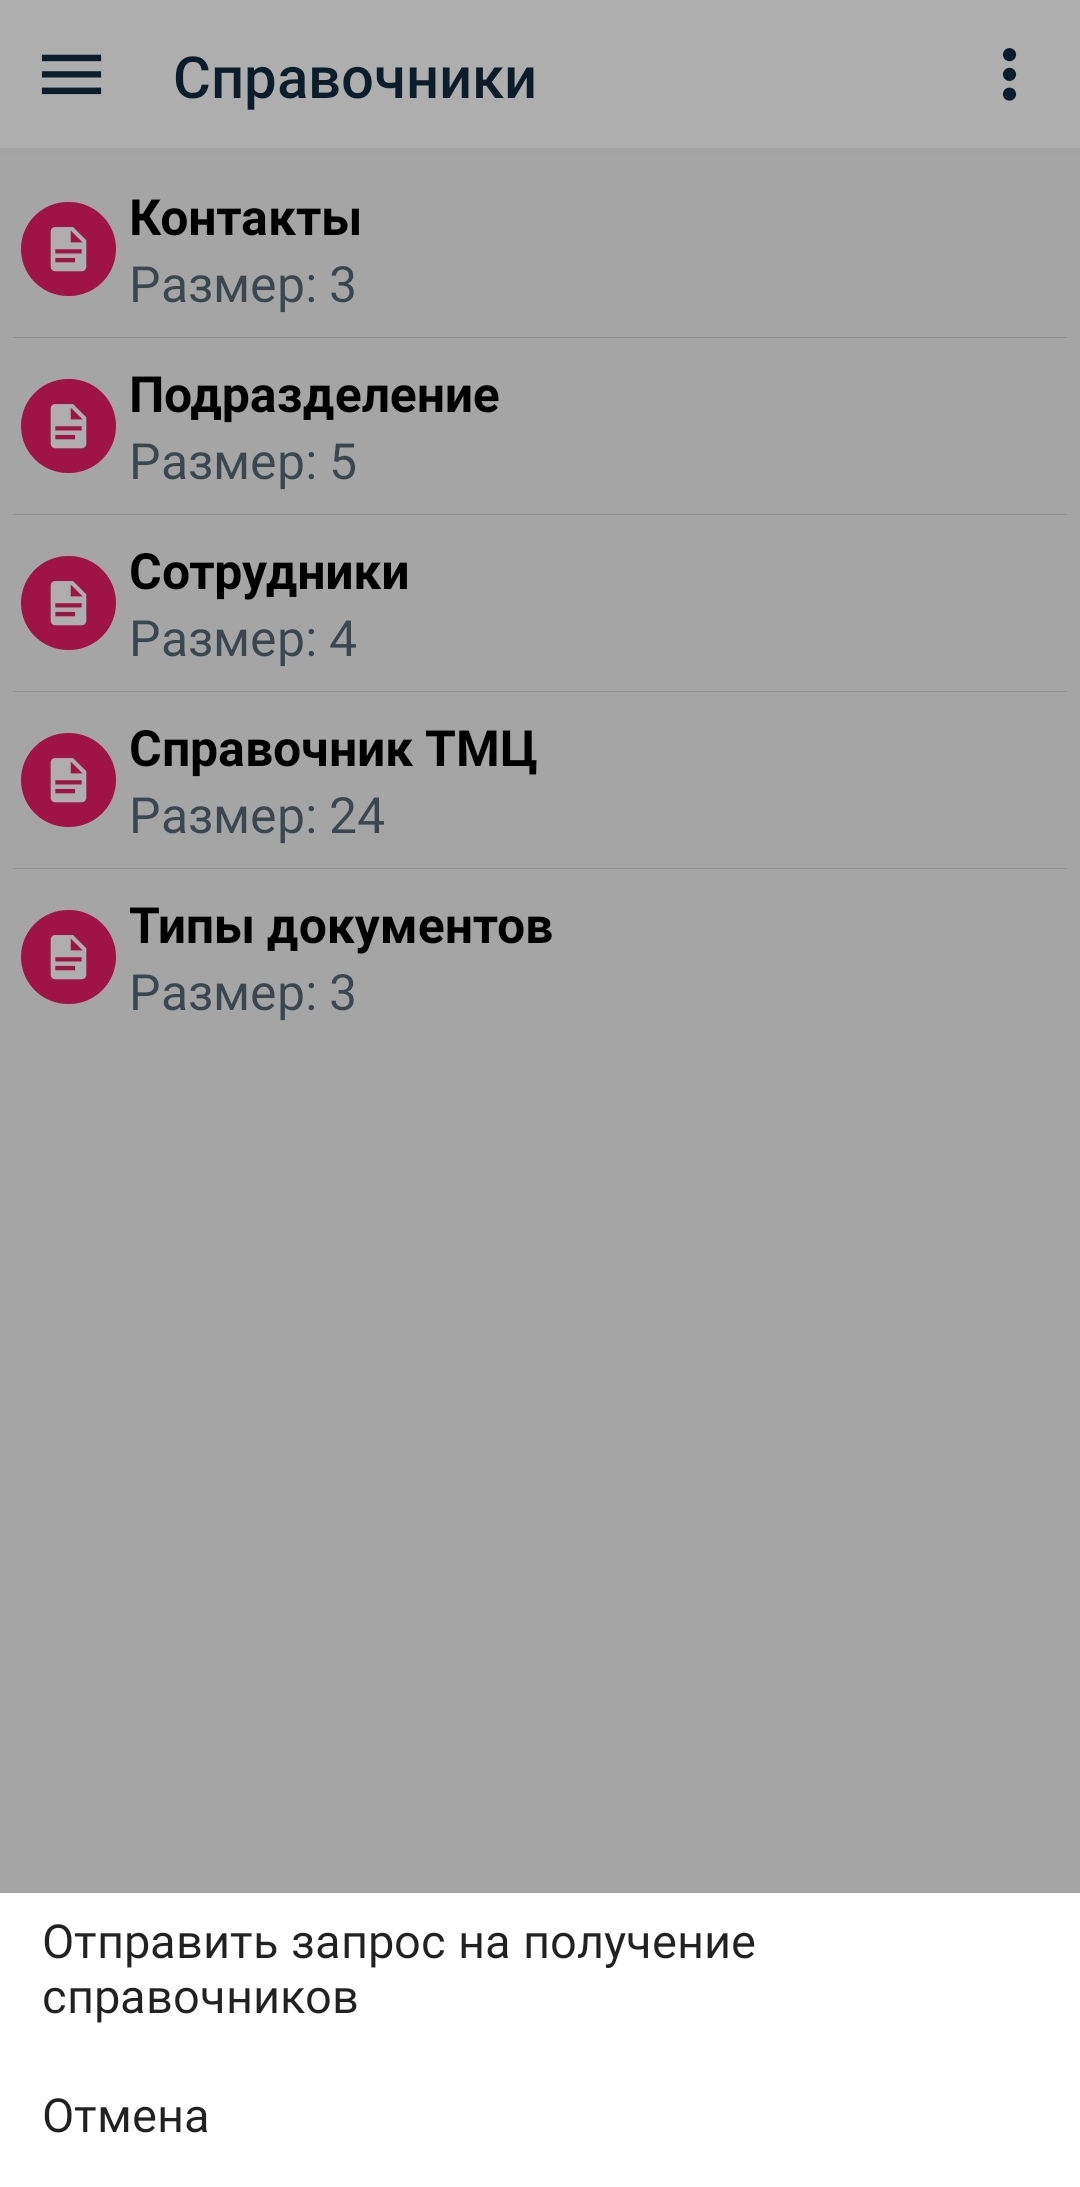 Справочники
Контакты
Размер: 3
Подразделение
Размер: 5
Сотрудники
Размер: 4
Справочник ТМЦ
Размер: 24
Типы документов
Размер: 3
Отправить запрос на получение
справочников
Отмена